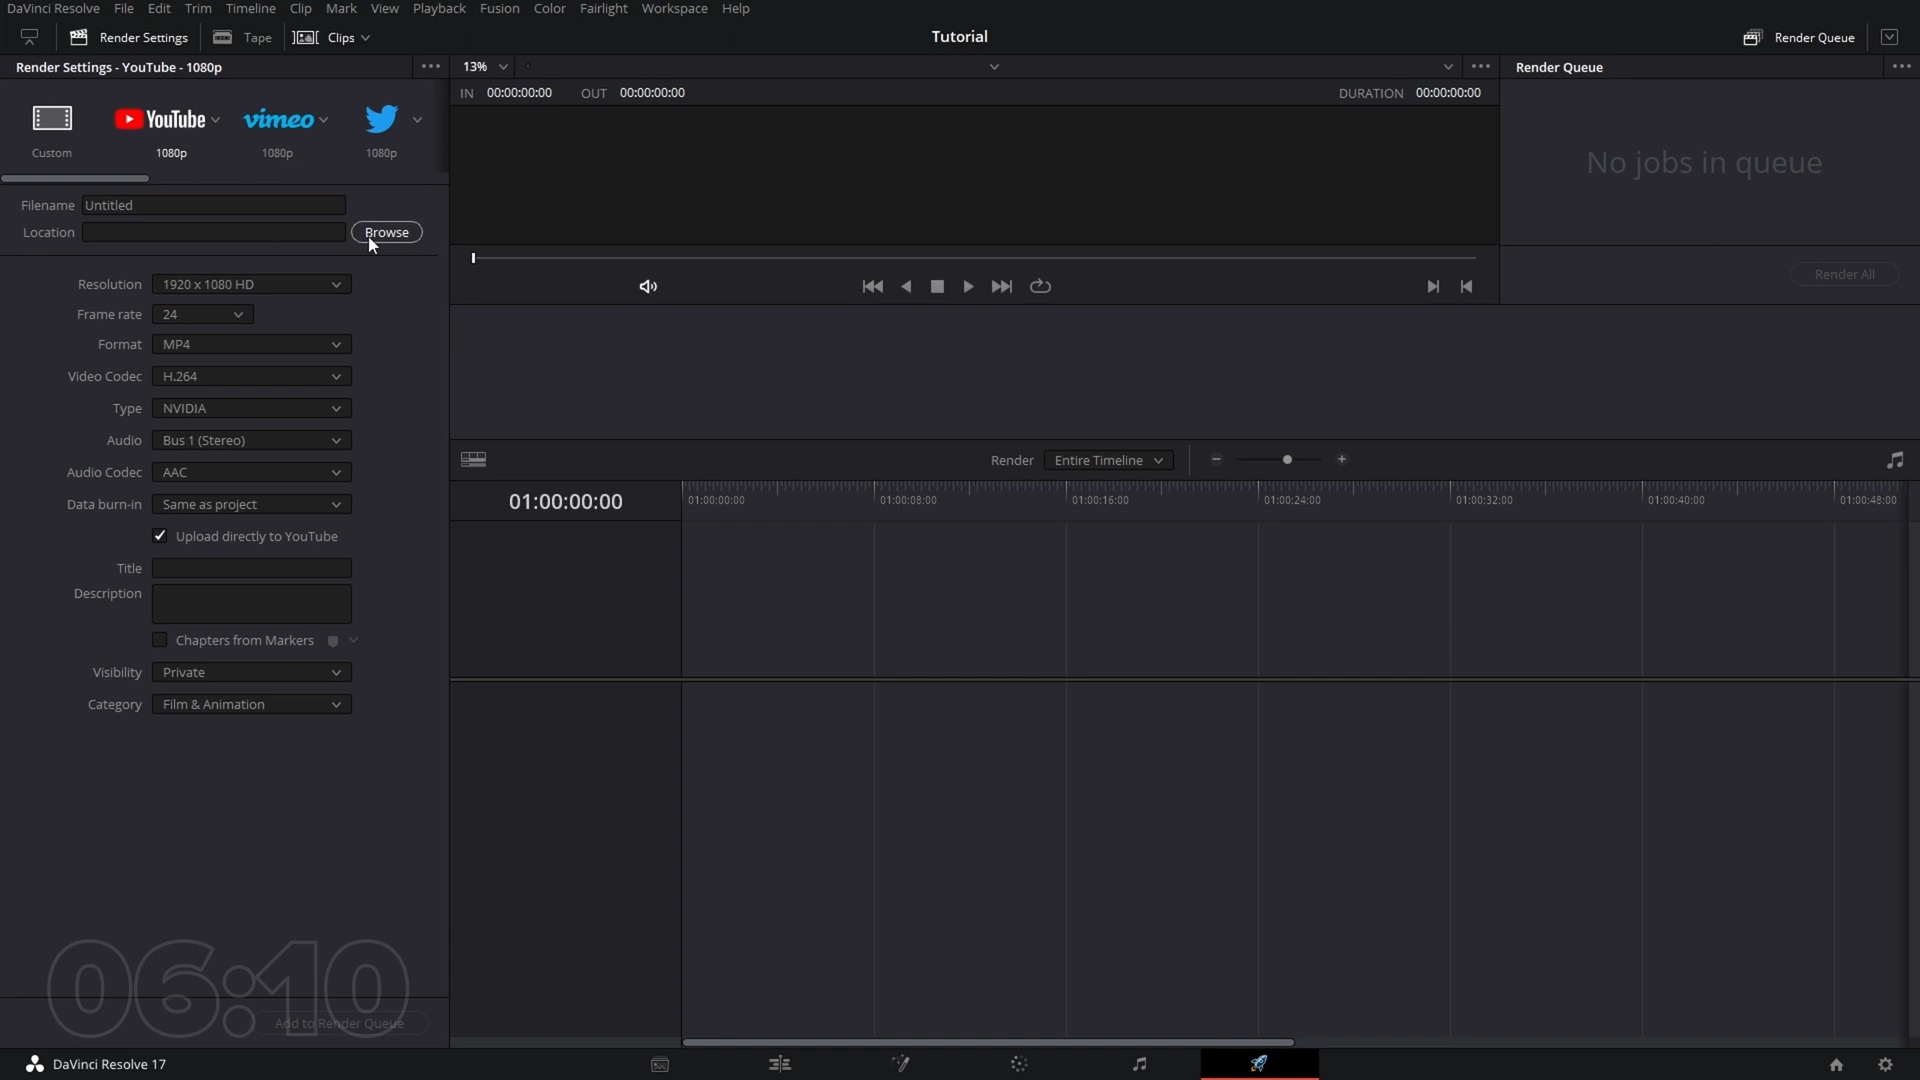 DaVinci Resolve File Edit Trim Timeline Clip Mark View Playback Fusion Color Fairlight Workspace Help
Render Settings Tape Clips Tutorial Render Queue
Render Settings - YouTube - 1080p 13% Render Queue
IN 00:00:00:00 OUT 00:00:00:00 DURATION 00:00:00:00
YouTube vimeo
Custom 1080p 1080p 1080p
No jobs in queue
Filename Untitled
Location Browse
Render All
Resolution 1920 x 1080 HD
Frame rate 24
Format MP4
Video Codec H.264
Type NVIDIA
Audio Bus 1 (Stereo)
Render Entire Timeline
Audio Codec AAC
01:00:00:00 01:00:00:00 01:00:08:00 01:00:16:00 01:00:24:00 01:00:32:00 01:00:40:00 01:00:48:00
Data burn-in Same as project
Upload directly to YouTube
Title
Description
Chapters from Markers
Visibility Private
Category Film & Animation
06:10
Add to Render Queue
DaVinci Resolve 17